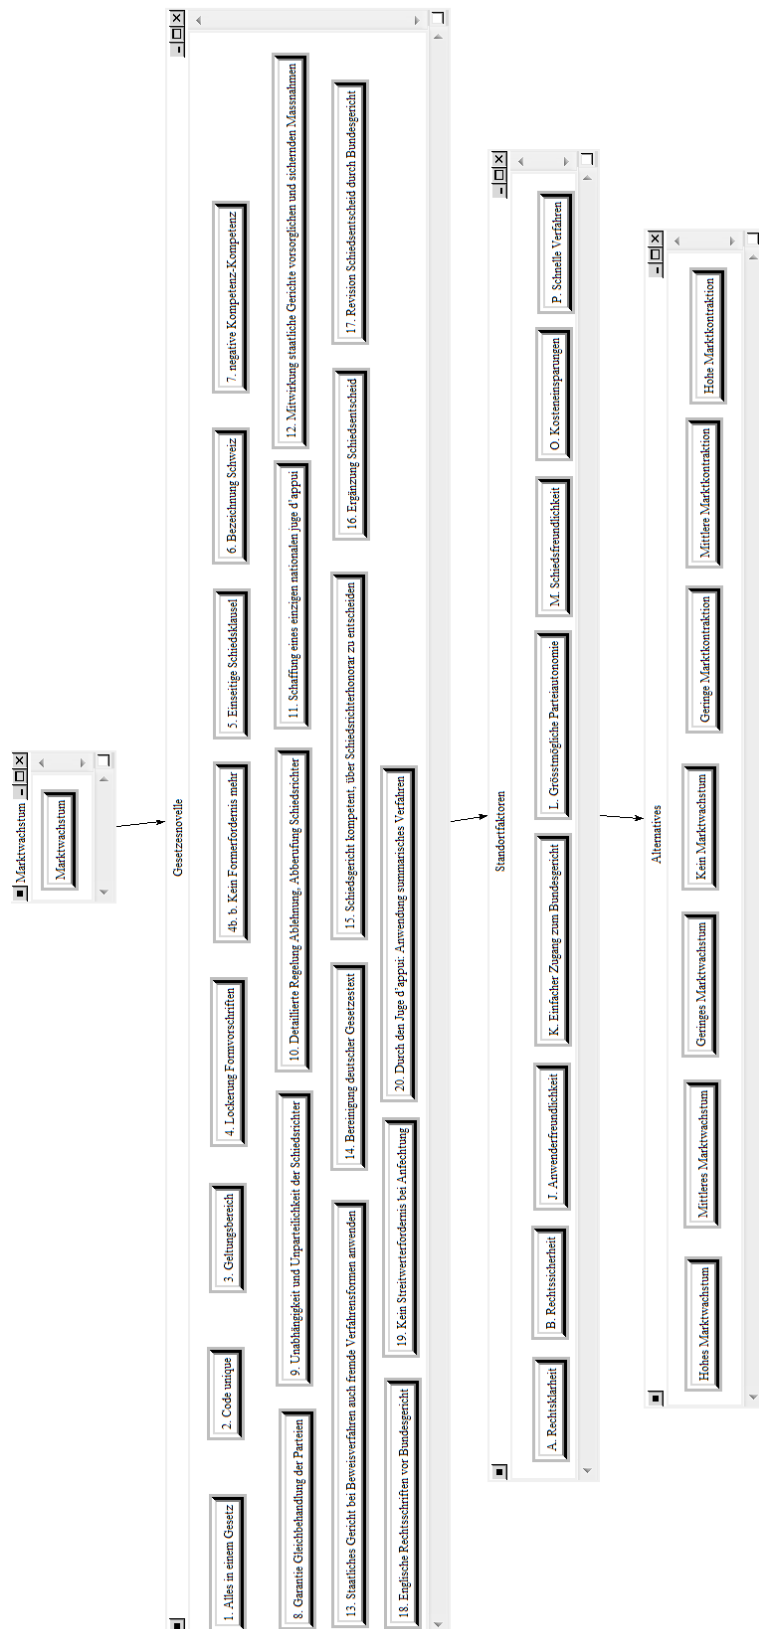 Marktwachstum
Marktwachstum
Gesetzesnovelle
1. Alles in einem Gesetz
2. Code unique
3. Geltungsbereich
4. Lockerung Formvorschriften
4b. b. Kein Formerfordernis mehr
5. Einseitige Schiedsklausel
6. Bezeichnung Schweiz
7. negative Kompetenz-Kompetenz
8. Garantie Gleichbehandlung der Parteien
9. Unabhängigkeit und Unparteilichkeit der Schiedsrichter
10. Detaillierte Regelung Ablehnung, Abberufung Schiedsrichter
11. Schaffung eines einzigen nationalen juge d'appui
12. Mitwirkung staatliche Gerichte vorsorglichen und sichernden Massnahmen
13. Staatliches Gericht bei Beweisverfahren auch fremde Verfahrensformen anwenden
14. Bereinigung deutscher Gesetzestext
15. Schiedsgericht kompetent, über Schiedsrichterhonorar zu entscheiden
16. Ergänzung Schiedsentscheid
17. Revision Schiedsentscheid durch Bundesgericht
18. Englische Rechtsschriften vor Bundesgericht
19. Kein Streitwerterfordernis bei Anfechtung
20. Durch den Juge d'appui: Anwendung summarisches Verfahren
Standortfaktoren
A. Rechtsklarheit
B. Rechtssicherheit
J. Anwenderfreundlichkeit
K. Einfacher Zugang zum Bundesgericht
L. Grösstmögliche Parteiautonomie
M. Schiedsfreundlichkeit
O. Kosteneinsparungen
P. Schnelle Verfahren
Alternatives
Hohes Marktwachstum
Mittleres Marktwachstum
Geringes Marktwachstum
Kein Marktwachstum
Geringe Marktkontraktion
Mittlere Marktkontraktion
Hohe Marktkontraktion